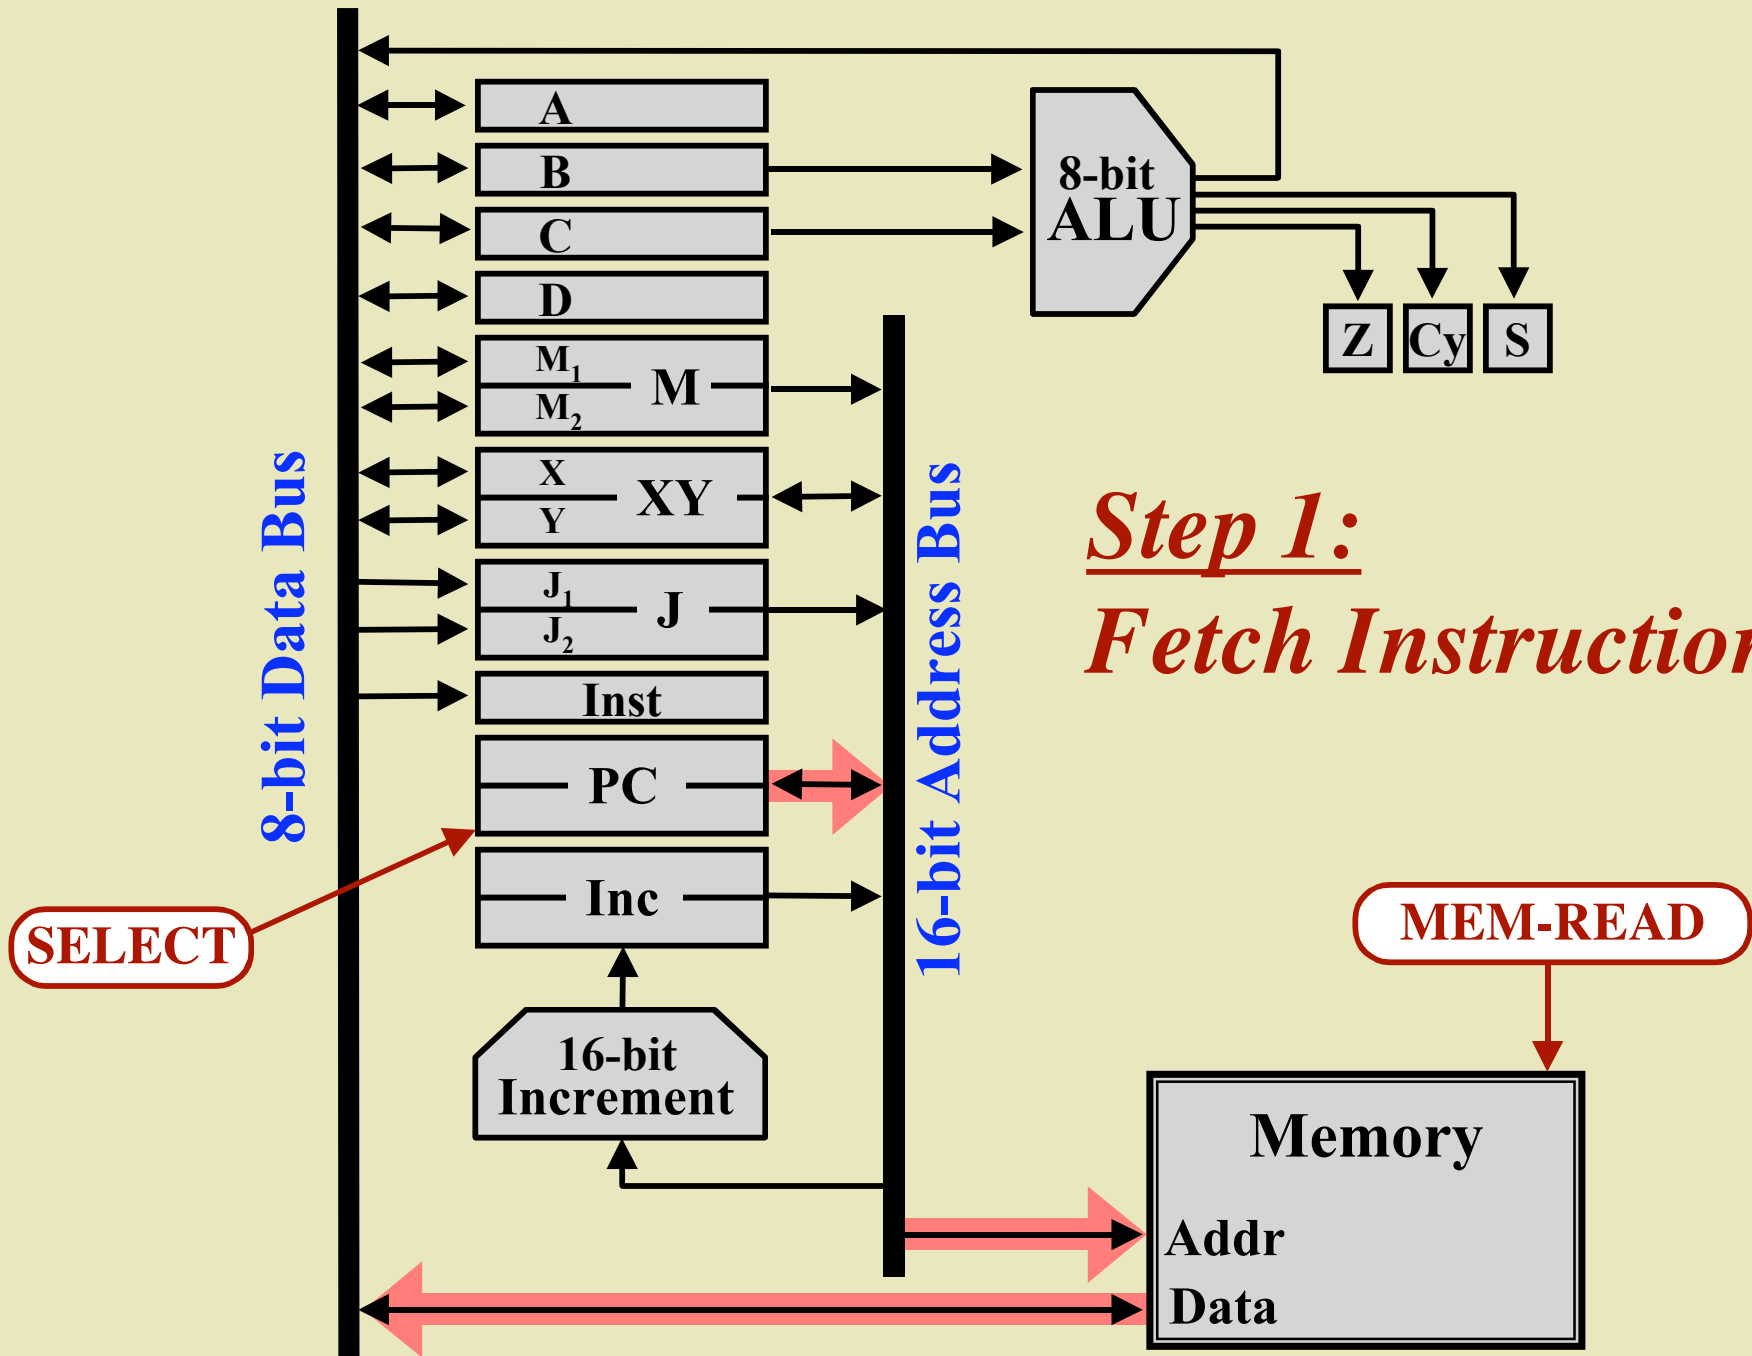 A
B
C
D
M1
M2
M
X
Y
XY
J1
J2
J
Inst
PC
Inc
16-bit
Increment
8-bit
ALU
Z
Cy
S
8-bit Data Bus
16-bit Address Bus
Step 1:
Fetch Instruction
SELECT
MEM-READ
Memory
Addr
Data